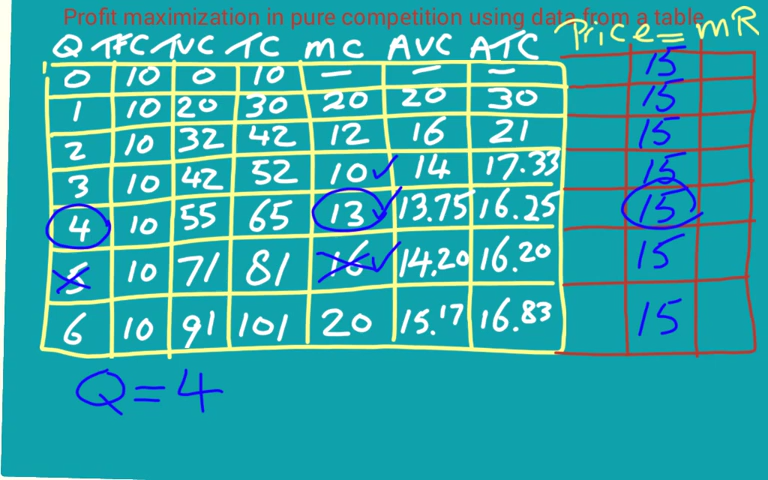 Profit maximization in pure competition using data from a table
Price = MR
Q TFC TVC TC MC AVC ATC
0 10 0 10 — — — 15
1 10 20 30 20 20 30 15
2 10 32 42 12 16 21 15
3 10 42 52 10 ✓ 14 17.33 15
4 10 55 65 13 ✓ 13.75 16.25 15
5 10 71 81 16 ✓ 14.20 16.20 15
6 10 91 101 20 15.17 16.83 15
Q = 4